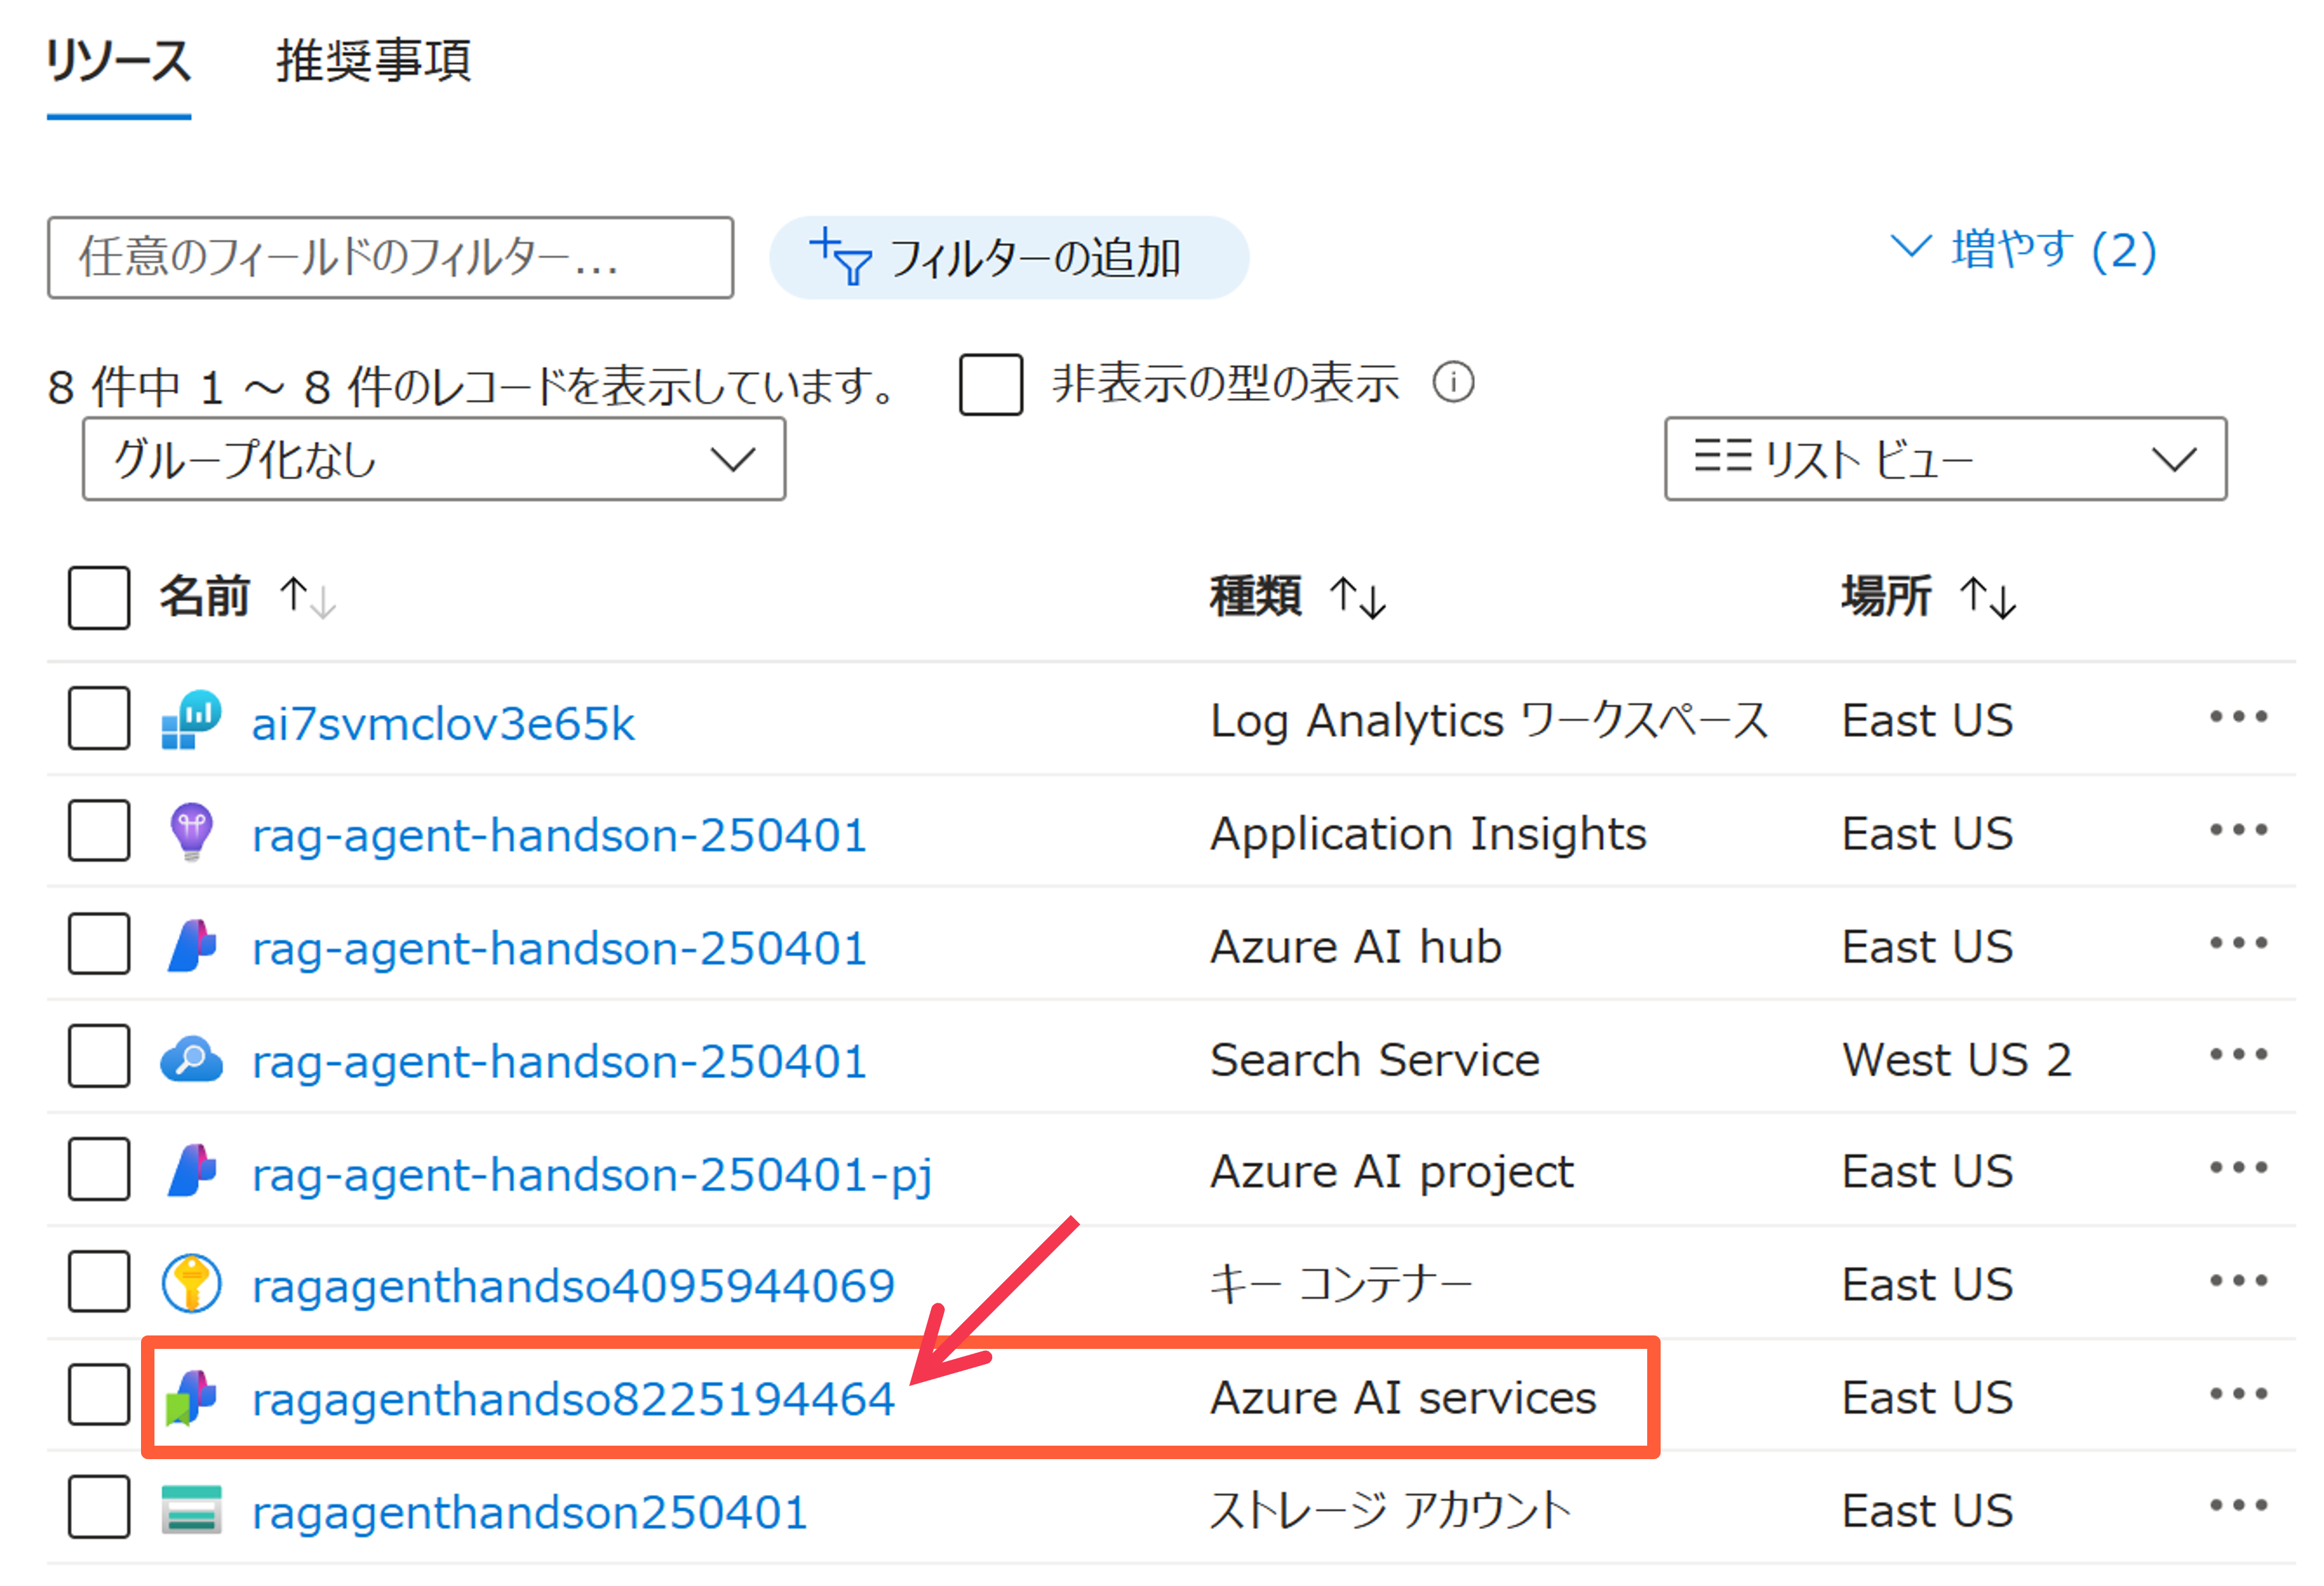 リソース 推奨事項
任意のフィールドのフィルター... フィルターの追加 増やす (2)
8 件中 1 ～ 8 件のレコードを表示しています。 非表示の型の表示
グループ化なし リスト ビュー
名前 ↑↓ 種類 ↑↓ 場所 ↑↓
ai7svmclov3e65k Log Analytics ワークスペース East US
rag-agent-handson-250401 Application Insights East US
rag-agent-handson-250401 Azure AI hub East US
rag-agent-handson-250401 Search Service West US 2
rag-agent-handson-250401-pj Azure AI project East US
ragagenthandso4095944069 キー コンテナー East US
ragagenthandso8225194464 Azure AI services East US
ragagenthandson250401 ストレージ アカウント East US